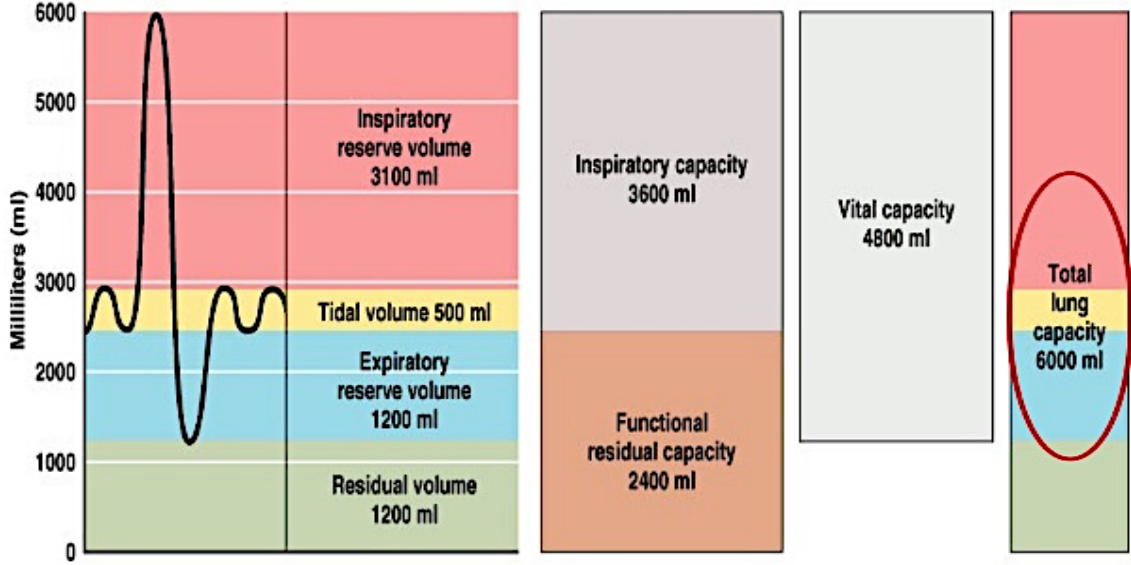 6000
5000
4000
3000
2000
1000
0
Milliliters (ml)
Inspiratory
reserve volume
3100 ml
Tidal volume 500 ml
Expiratory
reserve volume
1200 ml
Residual volume
1200 ml
Inspiratory capacity
3600 ml
Functional
residual capacity
2400 ml
Vital capacity
4800 ml
Total
lung
capacity
6000 ml